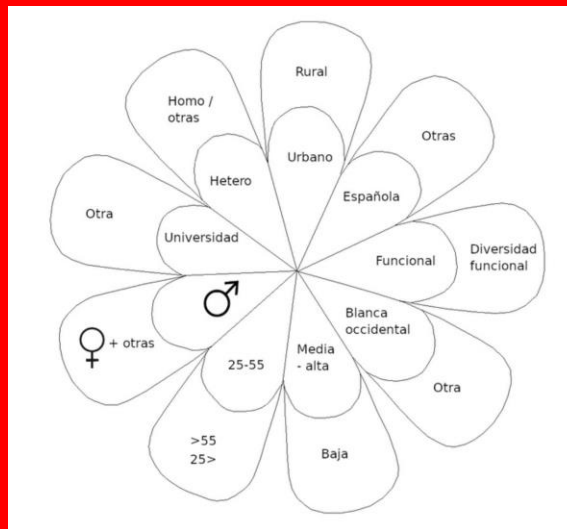 Rural
Urbano
Otras
Española
Diversidad
funcional
Funcional
Otra
Blanca
occidental
Baja
Media
- alta
>55
25>
25-55
♀ + otras
♂
Otra
Universidad
Homo /
otras
Hetero